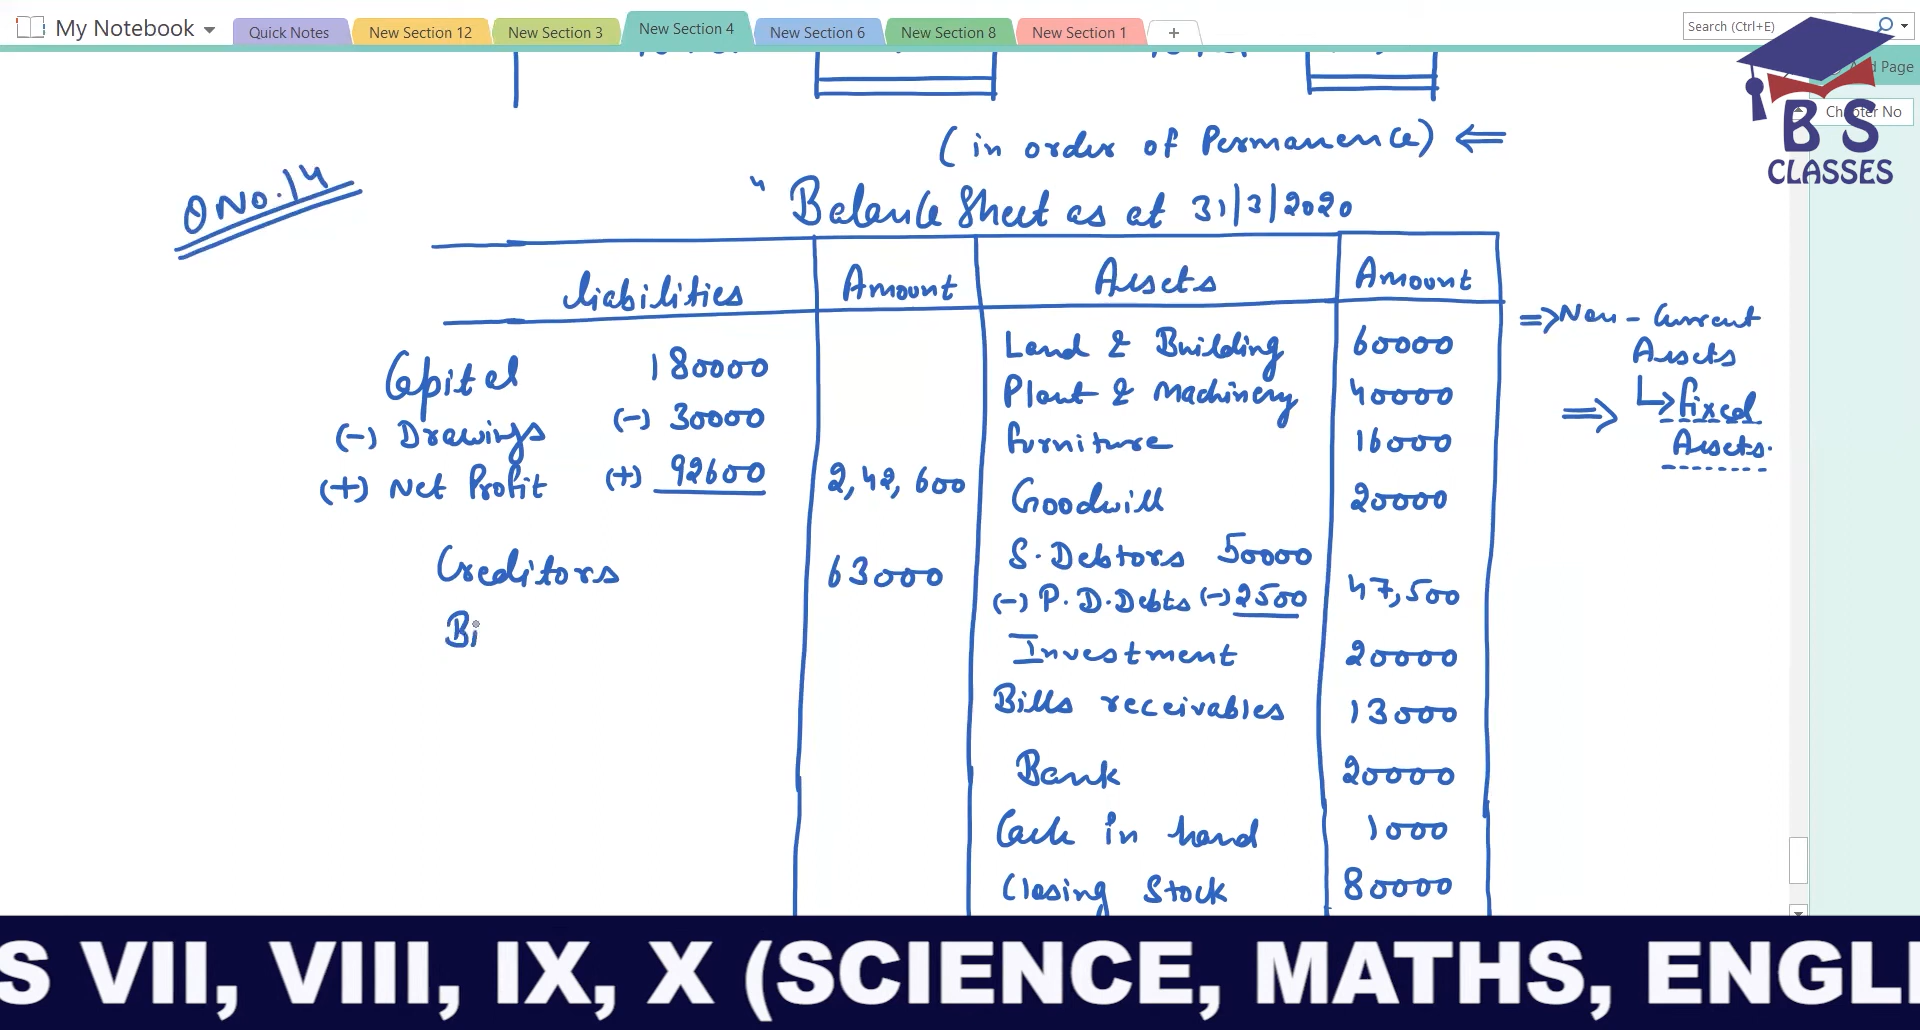 My Notebook
Quick Notes
New Section 12
New Section 3
New Section 4
New Section 6
New Section 8
New Section 1
+
Search (Ctrl+E)
Page
Ch
ter No
B S
CLASSES
(in order of Permanence) ⇐
Q No. 14
" Balance Sheet as at 31/3/2020
Liabilities Amount Assets Amount
Capital 180000
(-) Drawings (-) 30000
(+) Net Profit (+) 92600 2,42,600
Creditors 63000
Bi
Land & Building 60000
Plant & Machinery 40000
furniture 16000
Goodwill 20000
S. Debtors 50000
(-) P.D.Debts (-) 2500 47,500
Investment 20000
Bills receivables 13000
Bank 20000
Cash in hand 1000
Closing Stock 80000
⇒ Non - Current
Assets
⇒ ↳ fixed
Assets.
S VII, VIII, IX, X (SCIENCE, MATHS, ENGL